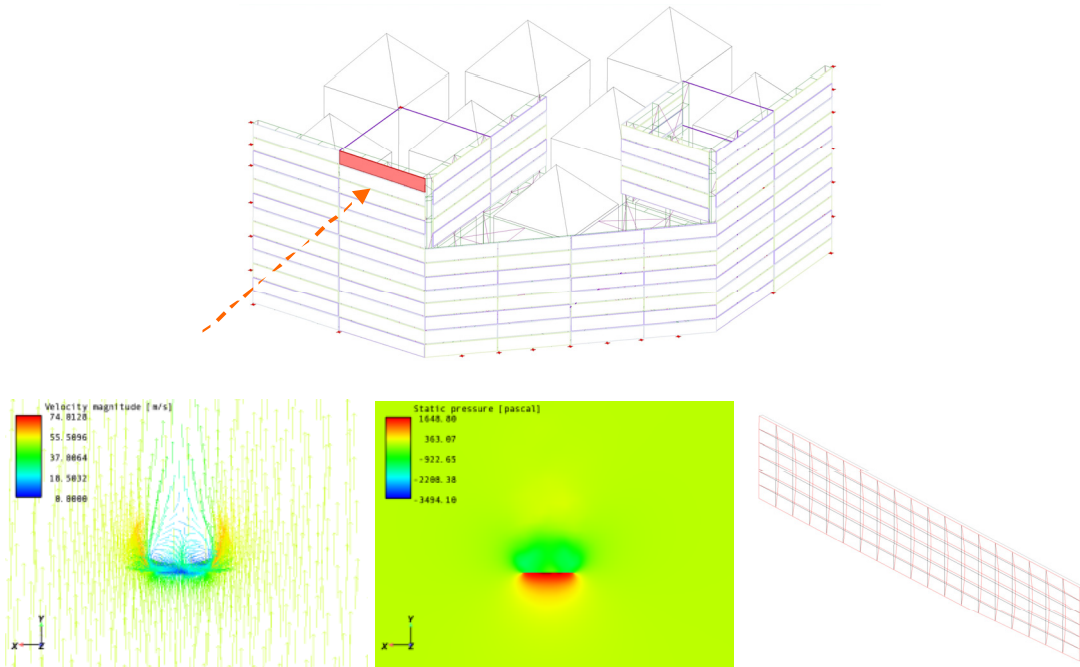 Velocity magnitude [m/s]
74.0128
55.5096
37.0064
18.5032
0.0000
Y
X
Z
Static pressure [pascal]
1648.80
363.07
-922.65
-2208.38
-3494.10
Y
X
Z